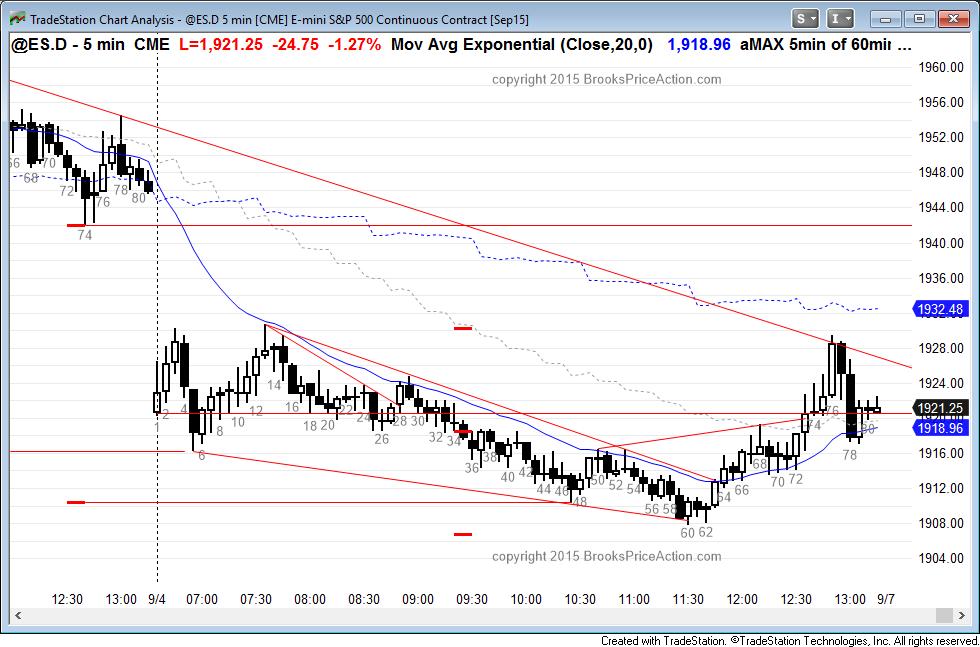 TradeStation Chart Analysis - @ES.D 5 min [CME] E-mini S&P 500 Continuous Contract [Sep15]
S I
@ES.D - 5 min CME L=1,921.25 -24.75 -1.27% Mov Avg Exponential (Close,20,0) 1,918.96 aMAX 5min of 60min ...
copyright 2015 BrooksPriceAction.com
1960.00
1956.00
1952.00
1948.00
1944.00
1940.00
1936.00
1932.48
1928.00
1924.00
1921.25
1918.96
1916.00
1912.00
1908.00
1904.00
66 68 70 72 74 76 78 80
1 2 4 6 8 10 12 14 16 18 20 22 24 26 28 30 32 34 36 38 40 42 44 46 48 50 52 54 56 58 60 62 64 66 68 70 72 74 76 78 80
copyright 2015 BrooksPriceAction.com
12:30 13:00 9/4 07:00 07:30 08:00 08:30 09:00 09:30 10:00 10:30 11:00 11:30 12:00 12:30 13:00 9/7
Created with TradeStation. ©TradeStation Technologies, Inc. All rights reserved.